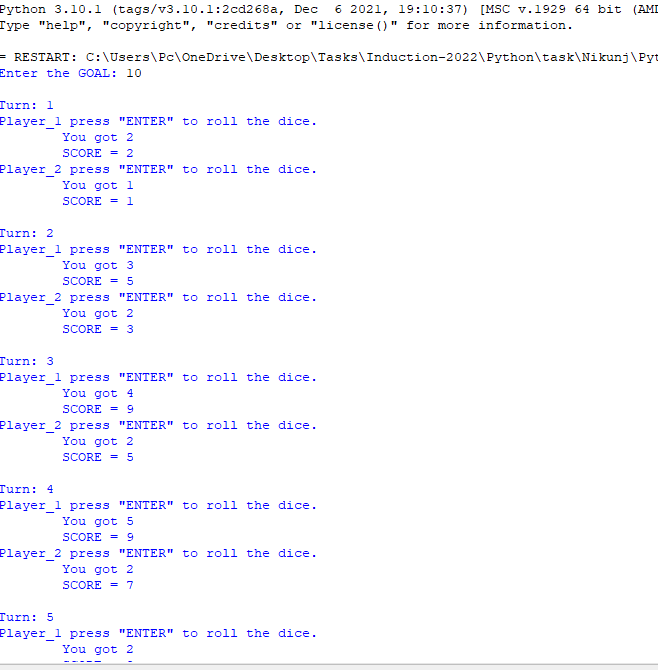 Python 3.10.1 (tags/v3.10.1:2cd268a, Dec  6 2021, 19:10:37) [MSC v.1929 64 bit (AMD
Type "help", "copyright", "credits" or "license()" for more information.
= RESTART: C:\Users\Pc\OneDrive\Desktop\Tasks\Induction-2022\Python\task\Nikunj\Pyt
Enter the GOAL: 10
Turn: 1
Player_1 press "ENTER" to roll the dice.
You got 2
SCORE = 2
Player_2 press "ENTER" to roll the dice.
You got 1
SCORE = 1
Turn: 2
Player_1 press "ENTER" to roll the dice.
You got 3
SCORE = 5
Player_2 press "ENTER" to roll the dice.
You got 2
SCORE = 3
Turn: 3
Player_1 press "ENTER" to roll the dice.
You got 4
SCORE = 9
Player_2 press "ENTER" to roll the dice.
You got 2
SCORE = 5
Turn: 4
Player_1 press "ENTER" to roll the dice.
You got 5
SCORE = 9
Player_2 press "ENTER" to roll the dice.
You got 2
SCORE = 7
Turn: 5
Player_1 press "ENTER" to roll the dice.
You got 2